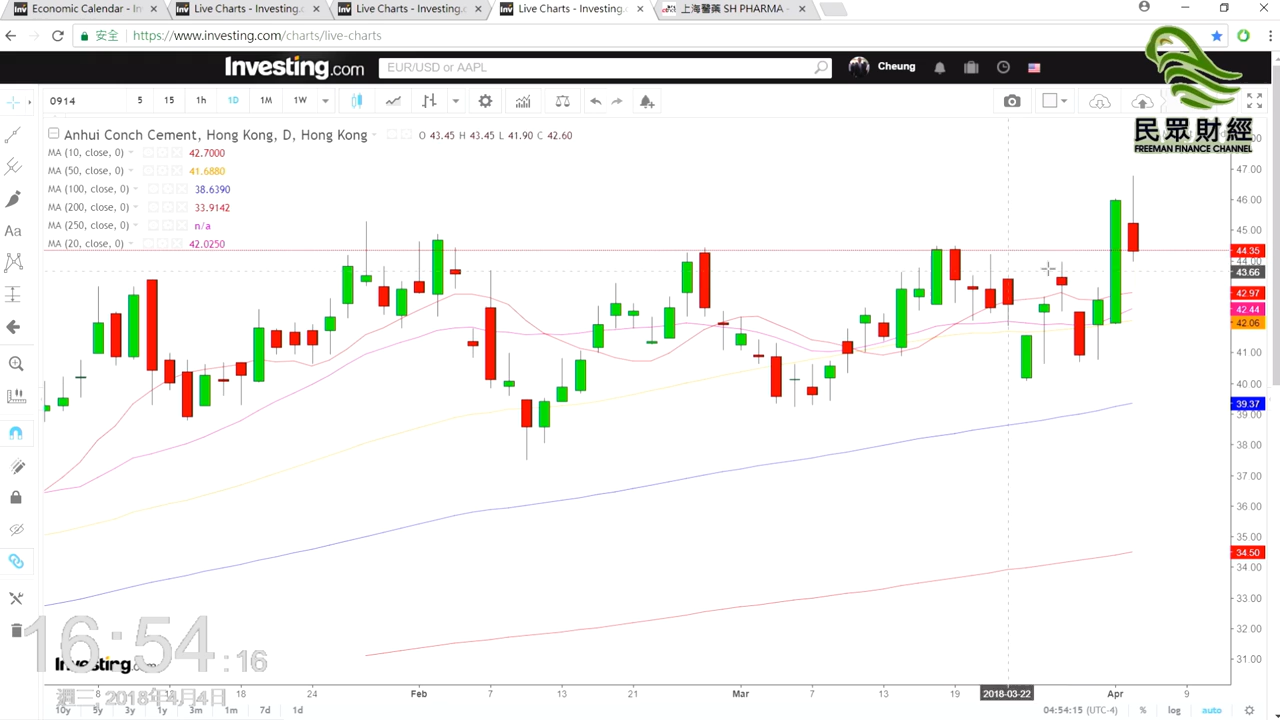 Economic Calendar - In
Live Charts - Investing.c
Live Charts - Investing.c
Live Charts - Investing.c
上海醫藥 SH PHARMA -
安全 https://www.investing.com/charts/live-charts
Investing.com
EUR/USD or AAPL
Cheung
0914 5 15 1h 1D 1M 1W
民眾財經
FREEMAN FINANCE CHANNEL
Anhui Conch Cement, Hong Kong, D, Hong Kong O 43.45 H 43.45 L 41.90 C 42.60
MA (10, close, 0) 42.7000
MA (50, close, 0) 41.6880
MA (100, close, 0) 38.6390
MA (200, close, 0) 33.9142
MA (250, close, 0) n/a
MA (20, close, 0) 42.0250
Aa
47.00
46.00
45.00
44.35
44.00
43.66
42.97
42.44
42.06
41.00
40.00
39.37
39.00
38.00
37.00
36.00
35.00
34.50
34.00
33.00
32.00
31.00
16:54:16
Investing.com
週三, 2018年4月4日
18 24 Feb 7 13 21 Mar 7 13 19 2018-03-22 Apr 9
10y 5y 3y 1y 3m 1m 7d 1d
04:54:15 (UTC-4) % log auto